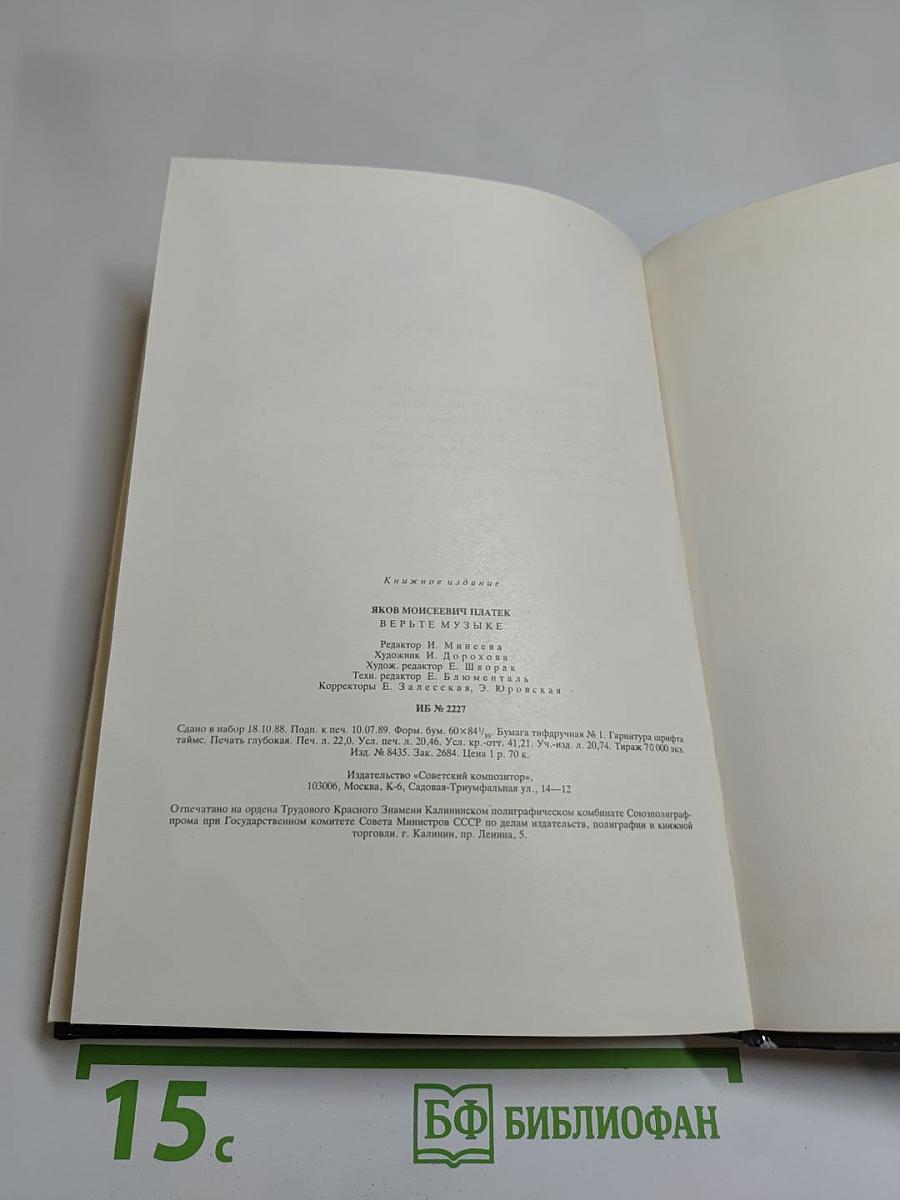 Книжное издание
ЯКОВ МОИСЕЕВИЧ ПЛАТЕК
ВЕРЬТЕ МУЗЫКЕ
Редактор И. Минеева
Художник И. Дорохова
Худож. редактор Е. Шворак
Техн. редактор Е. Блюменталь
Корректоры Е. Залесская, Э. Юровская
ИБ № 2227
Сдано в набор 18.10.88. Подп. к печ. 10.07.89. Форм. бум. 60×84 1/16. Бумага тифдручная № 1. Гарнитура шрифта
таймс. Печать глубокая. Печ. л. 22,0. Усл. печ. л. 20,46. Усл. кр.-отт. 41,21. Уч.-изд. л. 20,74. Тираж 70 000 экз.
Изд. № 8435. Зак. 2684. Цена 1 р. 70 к.
Издательство «Советский композитор»,
103006, Москва, К-6, Садовая-Триумфальная ул., 14—12
Отпечатано на ордена Трудового Красного Знамени Калининском полиграфическом комбинате Союзполиграф-
прома при Государственном комитете Совета Министров СССР по делам издательств, полиграфии и книжной
торговли. г. Калинин, пр. Ленина, 5.
15 с
БФ БИБЛИОФАН